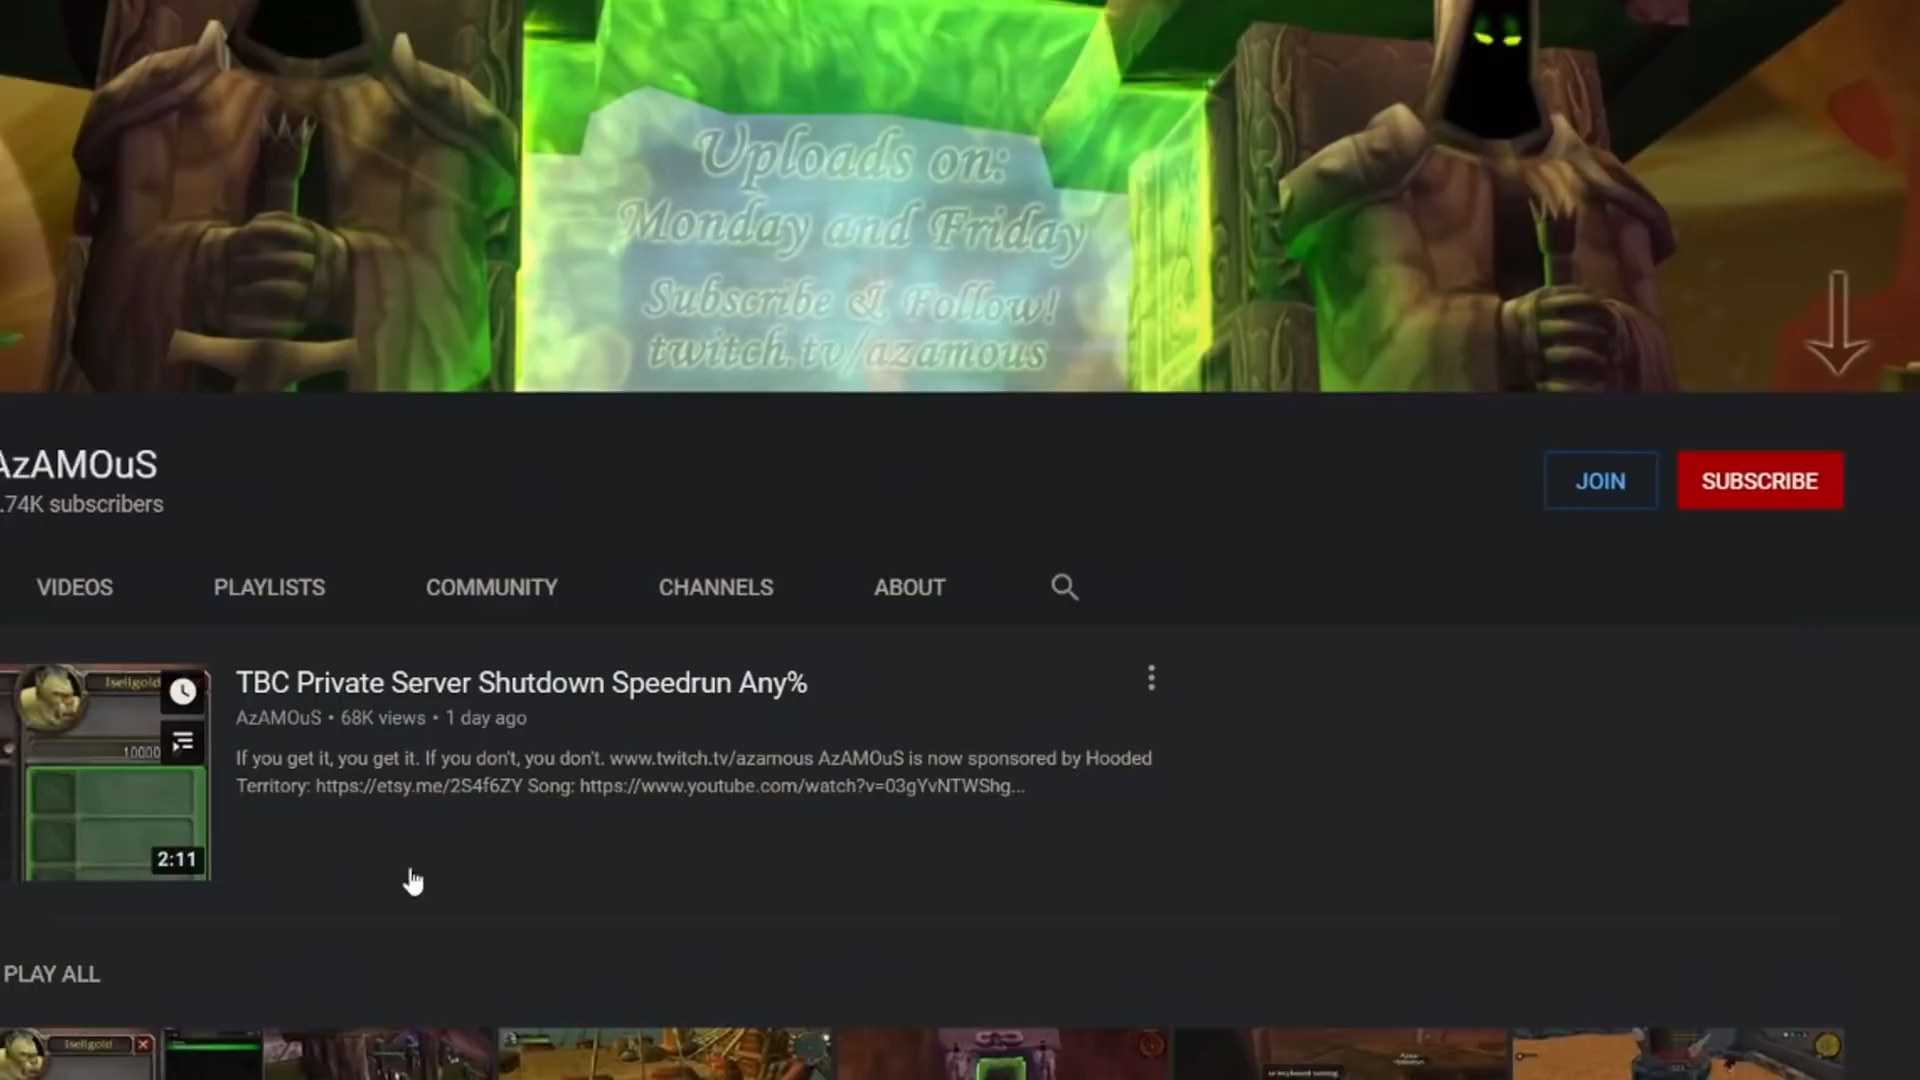 Uploads on:
Monday and Friday
Subscribe & Follow!
twitch.tv/azamous
AzAMOuS
.74K subscribers
JOIN
SUBSCRIBE
VIDEOS
PLAYLISTS
COMMUNITY
CHANNELS
ABOUT
Isellgold
10000
2:11
TBC Private Server Shutdown Speedrun Any%
AzAMOuS • 68K views • 1 day ago
If you get it, you get it. If you don't, you don't. www.twitch.tv/azamous AzAMOuS is now sponsored by Hooded
Territory: https://etsy.me/2S4f6ZY Song: https://www.youtube.com/watch?v=03gYvNTWShg...
PLAY ALL
Isellgold